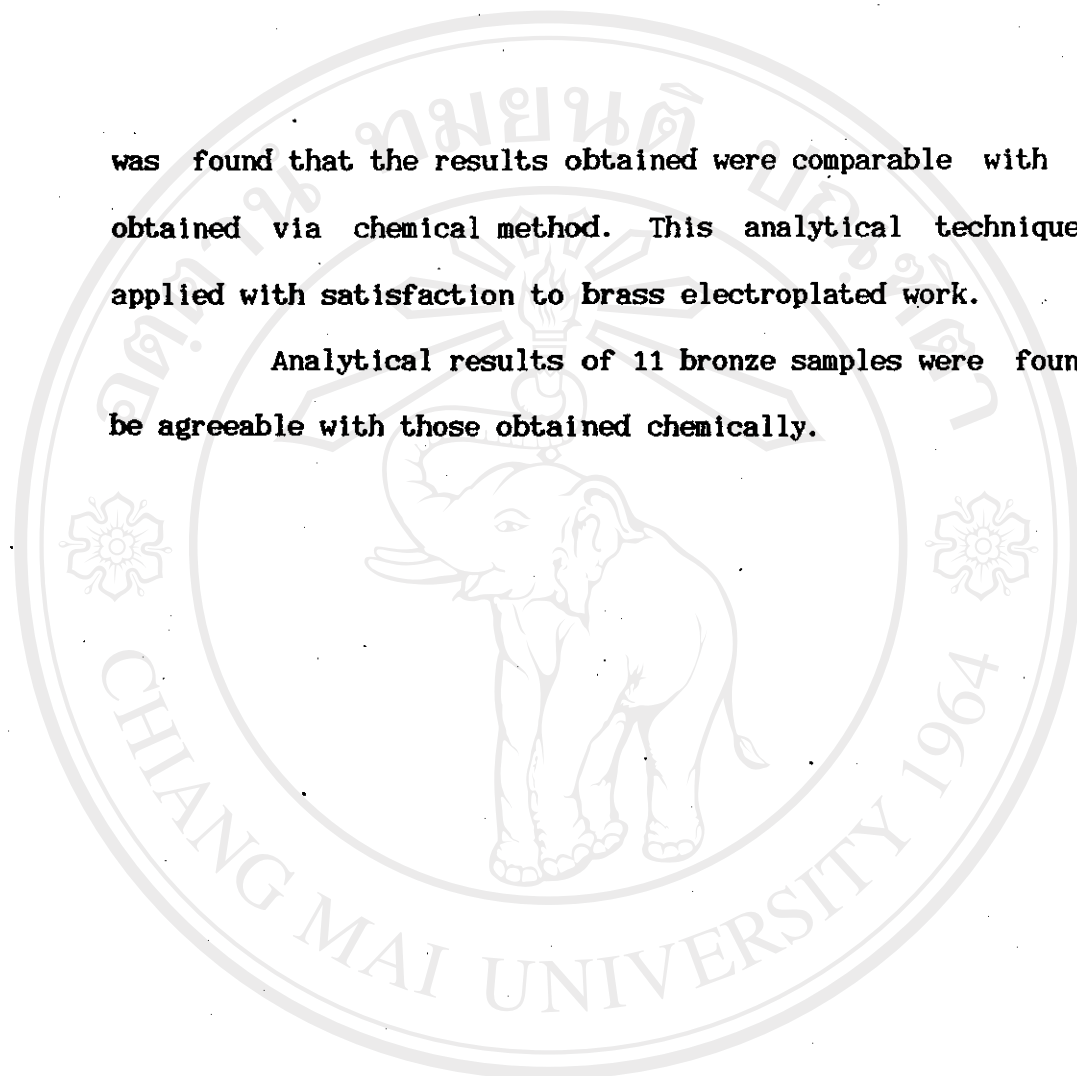 was found that the results obtained were comparable with
obtained via chemical method. This analytical technique
applied with satisfaction to brass electroplated work.
Analytical results of 11 bronze samples were foun
be agreeable with those obtained chemically.
CHIANG MAI UNIVERSITY 1964